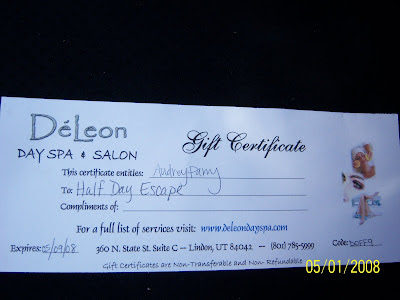 DéLeon
DAY SPA & SALON
Gift Certificate
This certificate entitles: Audrey Parry
To: Half Day Escape
Compliments of:
For a full list of services visit: www.deleondayspa.com
Expires: 05/09/08 360 N. State St. Suite C -- Lindon, UT 84042 -- (801) 785-5999 Code:
Gift Certificates are Non-Transferable and Non-Refundable
05/01/2008